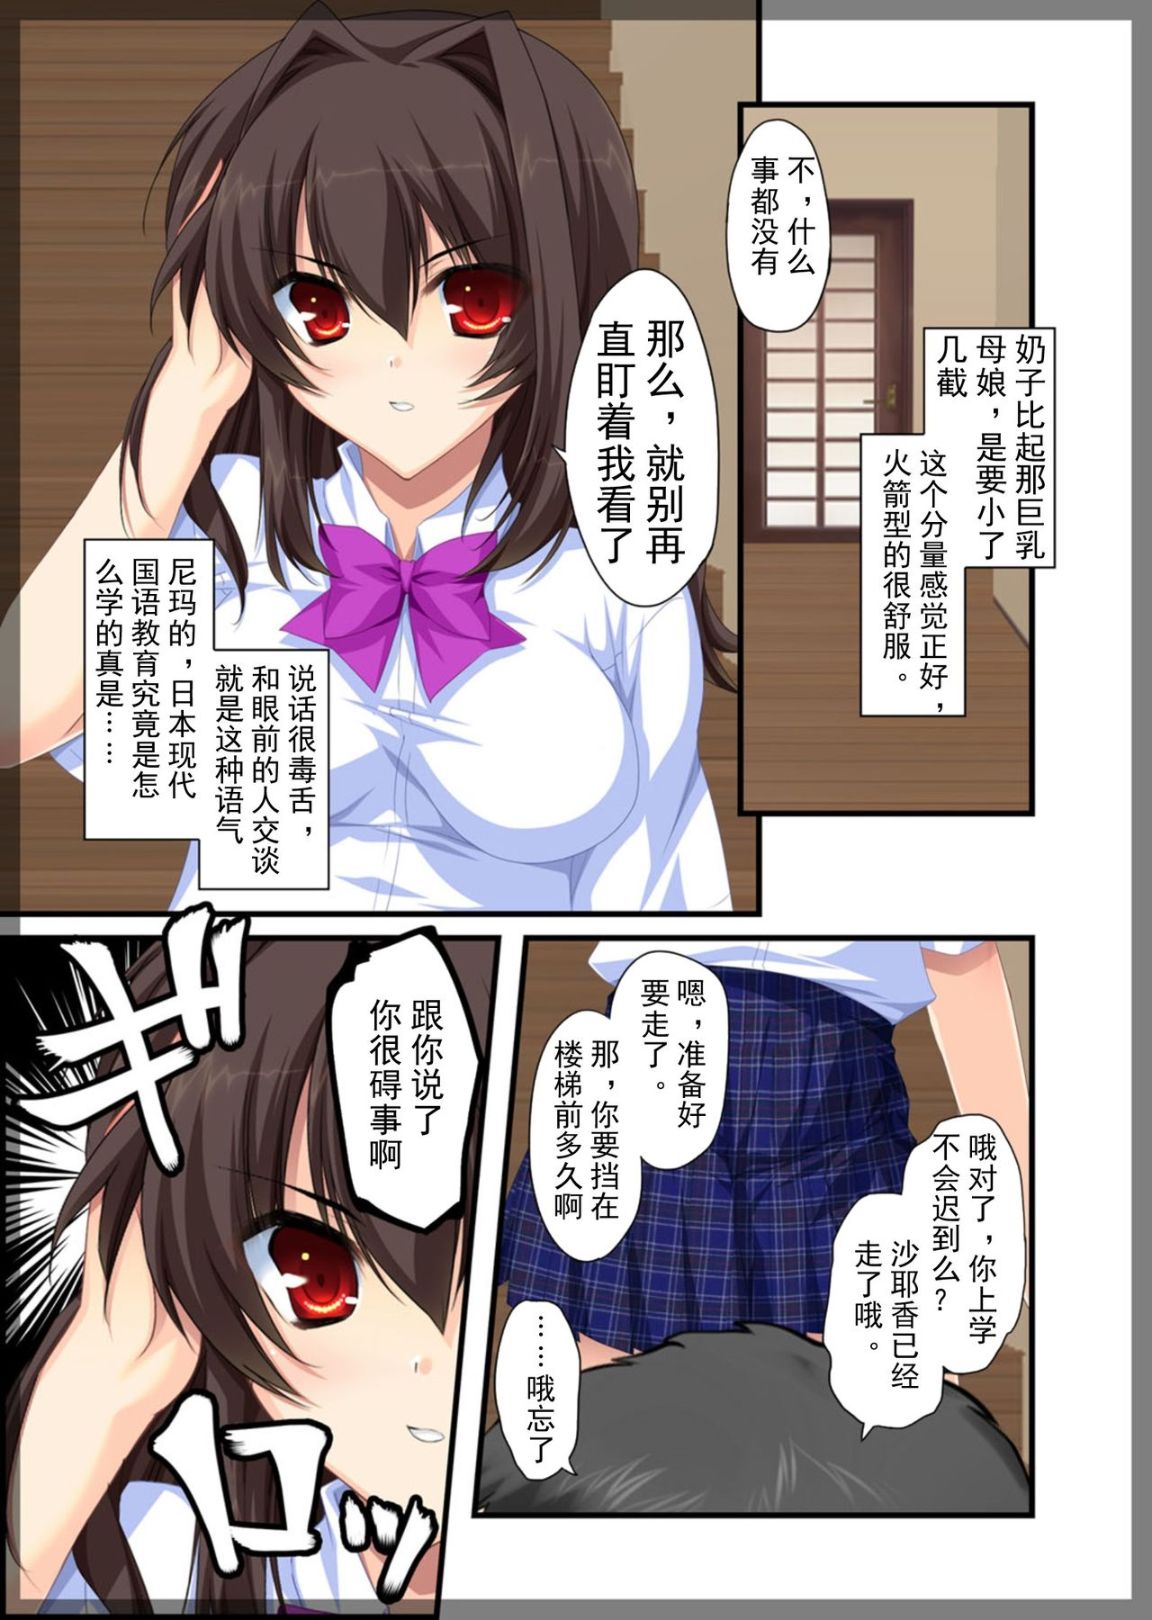 不，什么
事都没有
奶子比起那巨乳
母娘，是要小了
几截
这个分量感觉正好，
火箭型的很舒服。
那么，就别再
直盯着我看了
说话很毒舌，
和眼前的人交谈
就是这种语气
尼玛的，日本现代
国语教育究竟是怎
么学的真是……
嗯，准备好
要走了。
那，你要挡在
楼梯前多久啊
哦对了，你上学
不会迟到么？
沙耶香已经
走了哦。
……哦忘了
跟你说了
你很碍事啊
ギロッ